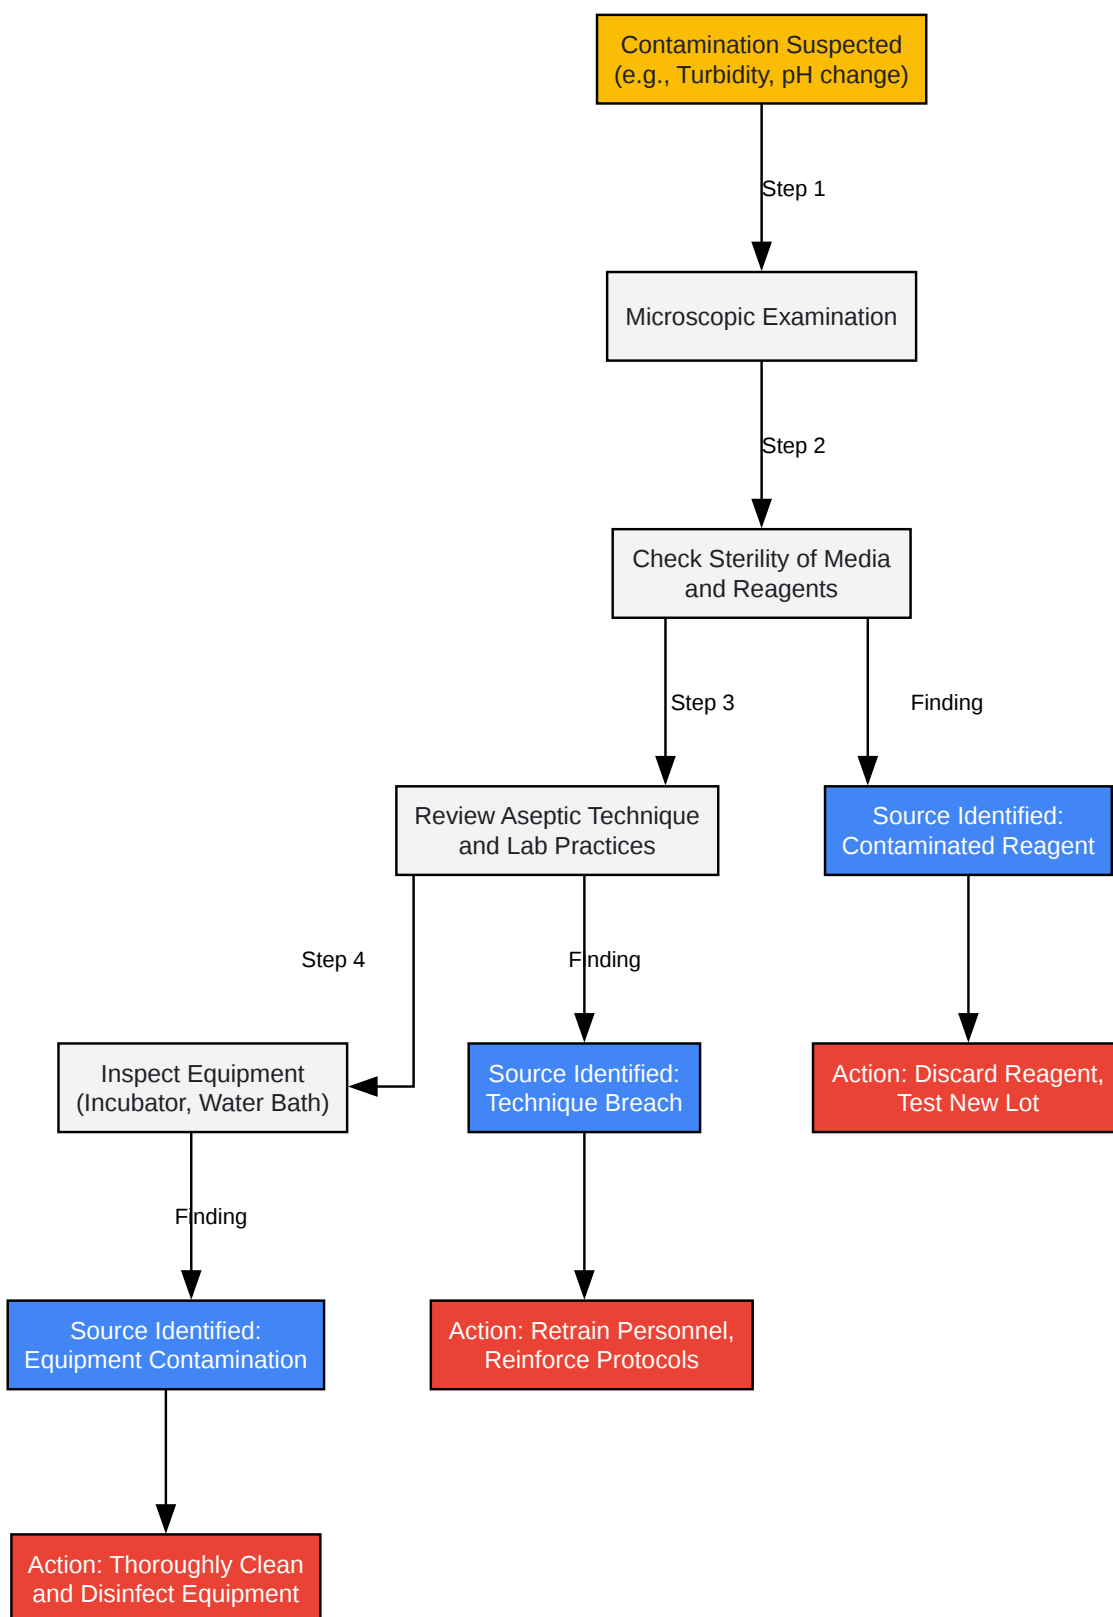 Contamination Suspected
(e.g., Turbidity, pH change)
Step 1
Microscopic Examination
Step 2
Check Sterility of Media
and Reagents
Step 3
Finding
Review Aseptic Technique
and Lab Practices
Source Identified:
Contaminated Reagent
Step 4
Finding
Inspect Equipment
(Incubator, Water Bath)
Source Identified:
Technique Breach
Action: Discard Reagent,
Test New Lot
Finding
Source Identified:
Equipment Contamination
Action: Retrain Personnel,
Reinforce Protocols
Action: Thoroughly Clean
and Disinfect Equipment